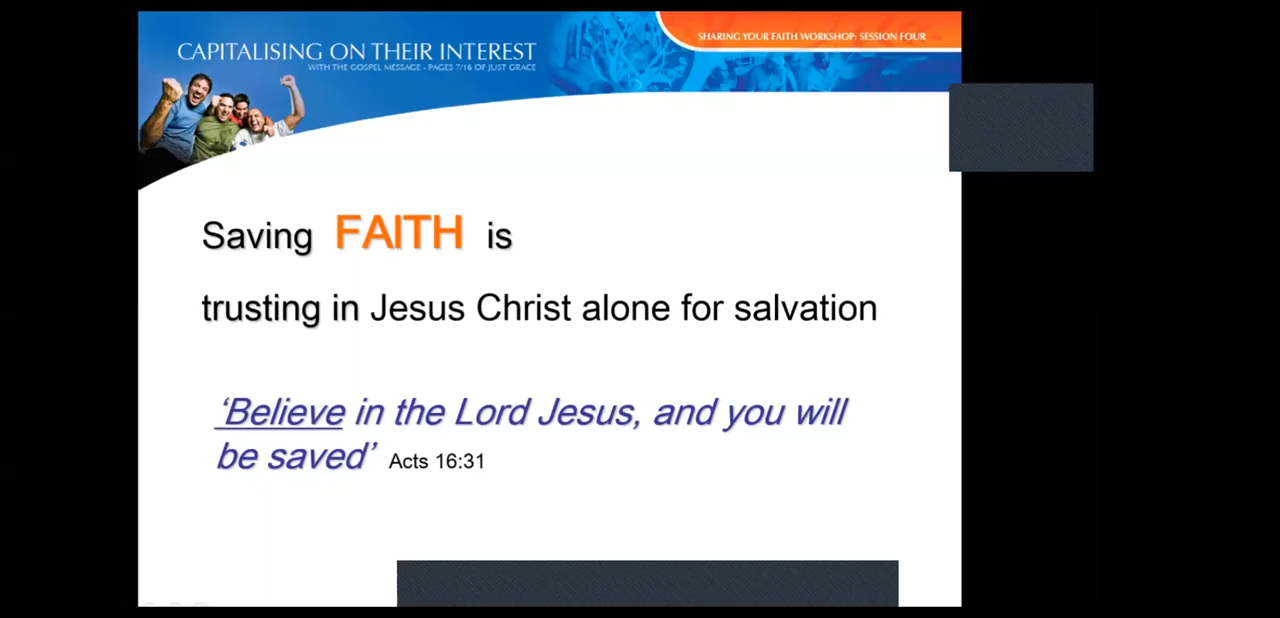 CAPITALISING ON THEIR INTEREST
WITH THE GOSPEL MESSAGE - PAGES 7/16 OF JUST GRACE
SHARING YOUR FAITH WORKSHOP: SESSION FOUR
Saving FAITH is
trusting in Jesus Christ alone for salvation
‘Believe in the Lord Jesus, and you will
be saved’ Acts 16:31